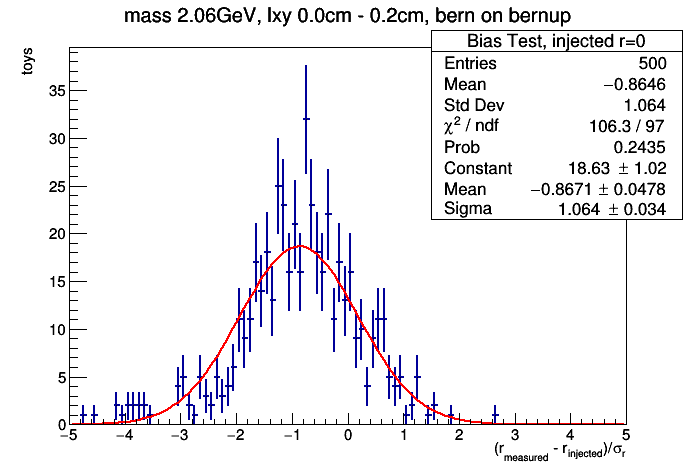 mass 2.06GeV, lxy 0.0cm - 0.2cm, bern on bernup
toys
Bias Test, injected r=0
Entries 500
Mean −0.8646
Std Dev 1.064
χ² / ndf 106.3 / 97
Prob 0.2435
Constant 18.63 ± 1.02
Mean −0.8671 ± 0.0478
Sigma 1.064 ± 0.034
35
30
25
20
15
10
5
0
−5 −4 −3 −2 −1 0 1 2 3 4 5
(r_measured - r_injected)/σ_r